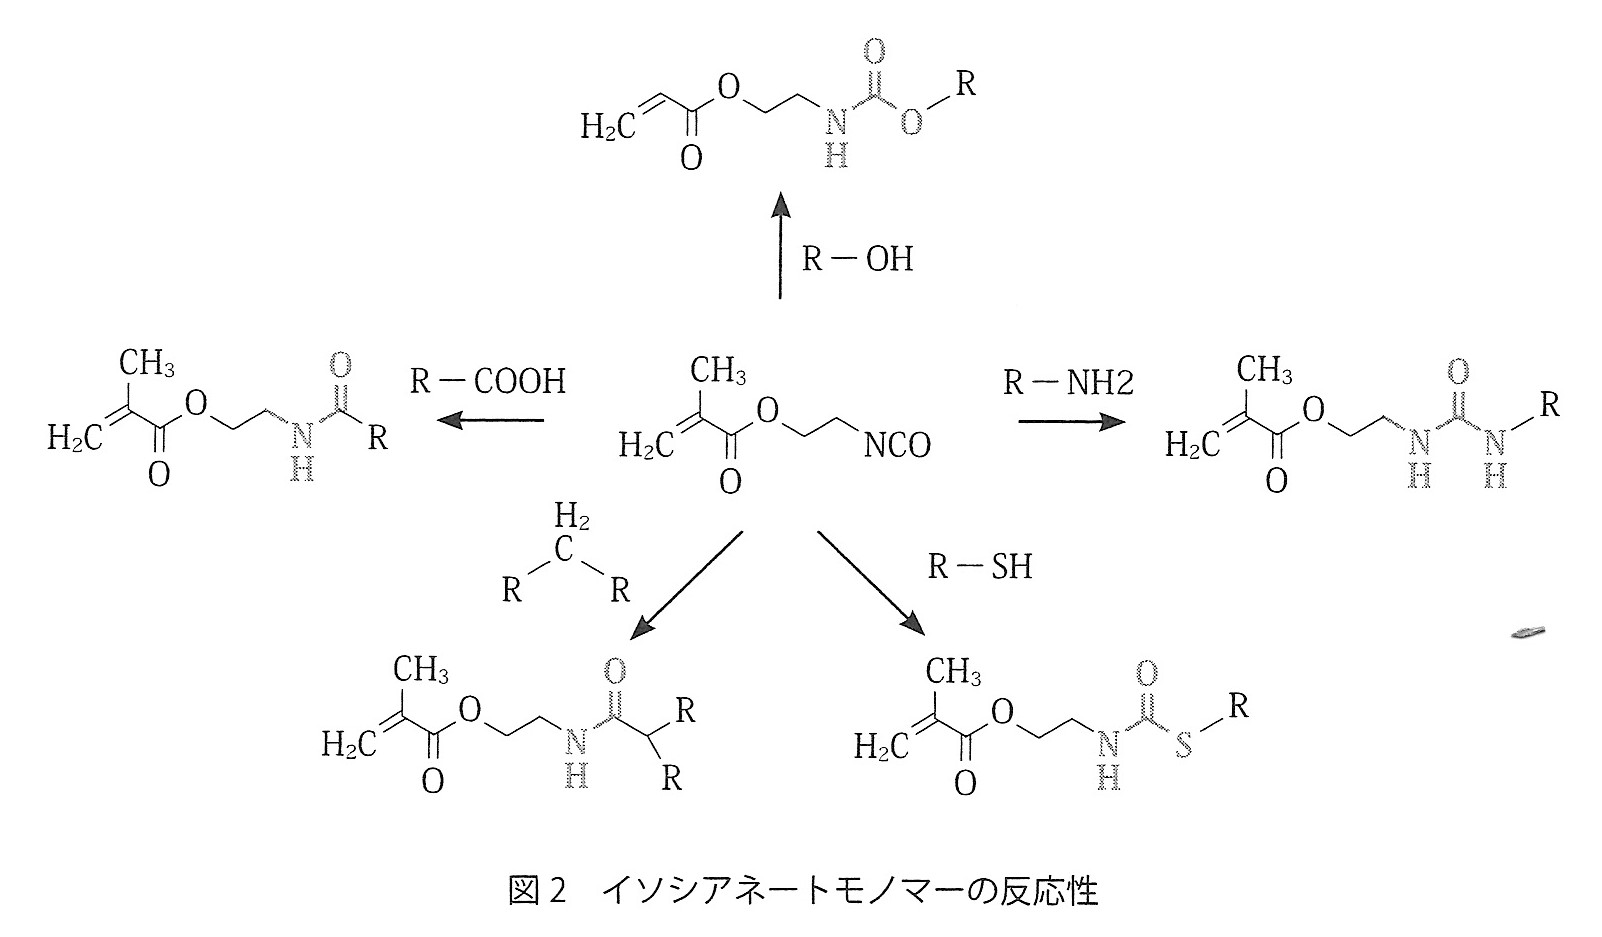 O
H₂C O N O R
O H
R－OH
CH₃ O
H₂C O N R
O H
R－COOH
CH₃
H₂C O NCO
O
R－NH2
CH₃ O
H₂C O N N R
O H H
H₂
C
R R
R－SH
CH₃ O
H₂C O N R
O H R
CH₃ O
H₂C O N S R
O H
図2　イソシアネートモノマーの反応性